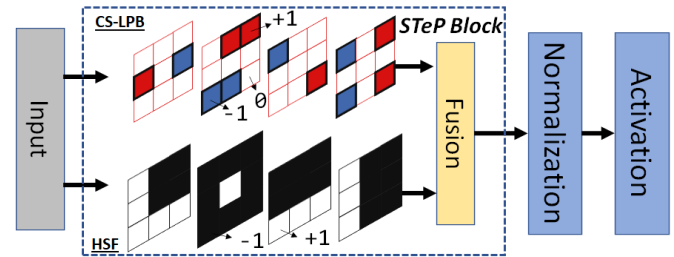 CS-LPB
STeP Block
+1
-1
0
Input
Fusion
Normalization
Activation
HSF
-1
+1